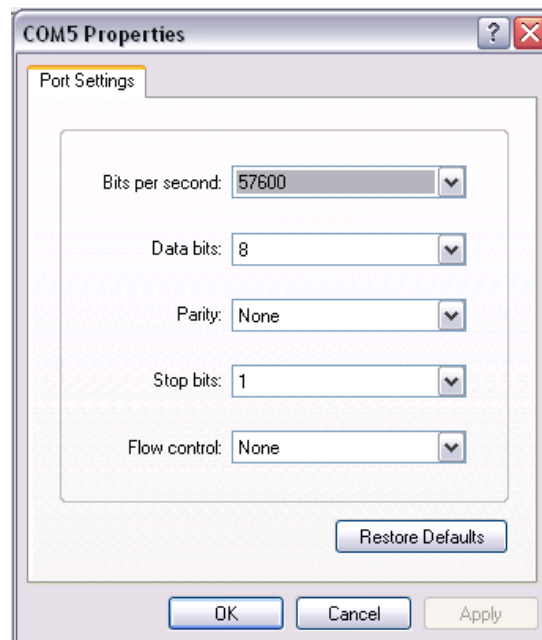 COM5 Properties
Port Settings
Bits per second: 57600
Data bits: 8
Parity: None
Stop bits: 1
Flow control: None
Restore Defaults
OK Cancel Apply